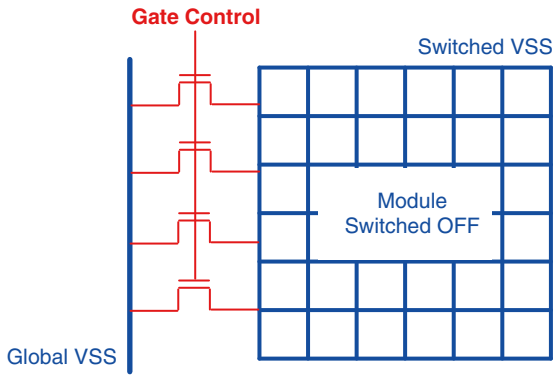 Gate Control
Switched VSS
Module
Switched OFF
Global VSS